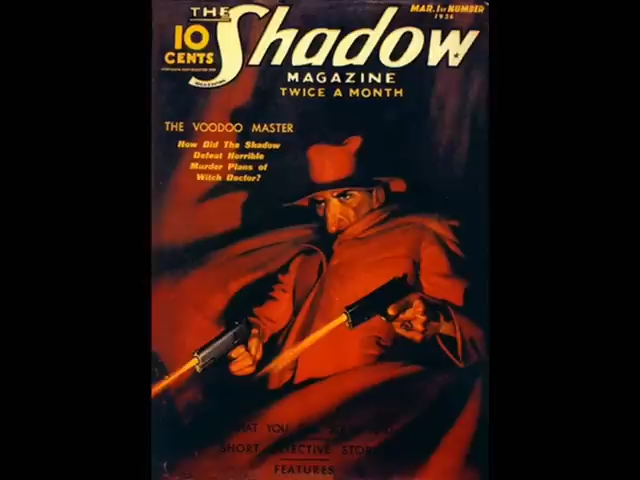 THE Shadow
MAR. 1ST NUMBER
1936
10
CENTS
MAGAZINE
TWICE A MONTH
THE VOODOO MASTER
How Did The Shadow
Defeat Horrible
Murder Plans of
Witch Doctor?
SHORT DETECTIVE
FEATURES